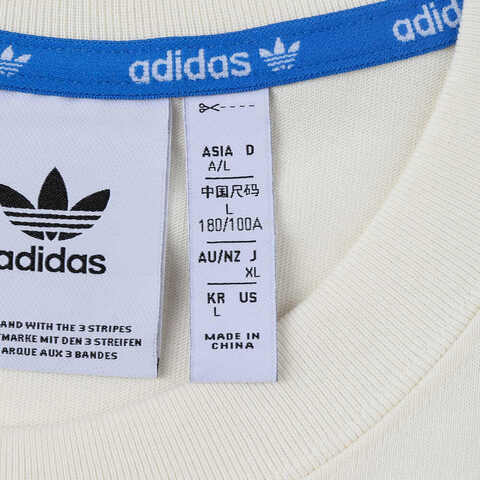 adidas
adidas
adidas
AND WITH THE 3 STRIPES
MARKE MIT DEN 3 STREIFEN
ARQUE AUX 3 BANDES
ASIA D
A/L
中国尺码
L
180/100A
AU/NZ J
XL
KR US
L
MADE IN
CHINA